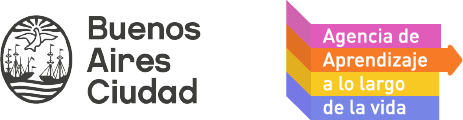 Buenos
Aires
Ciudad
Agencia de
Aprendizaje
a lo largo
de la vida